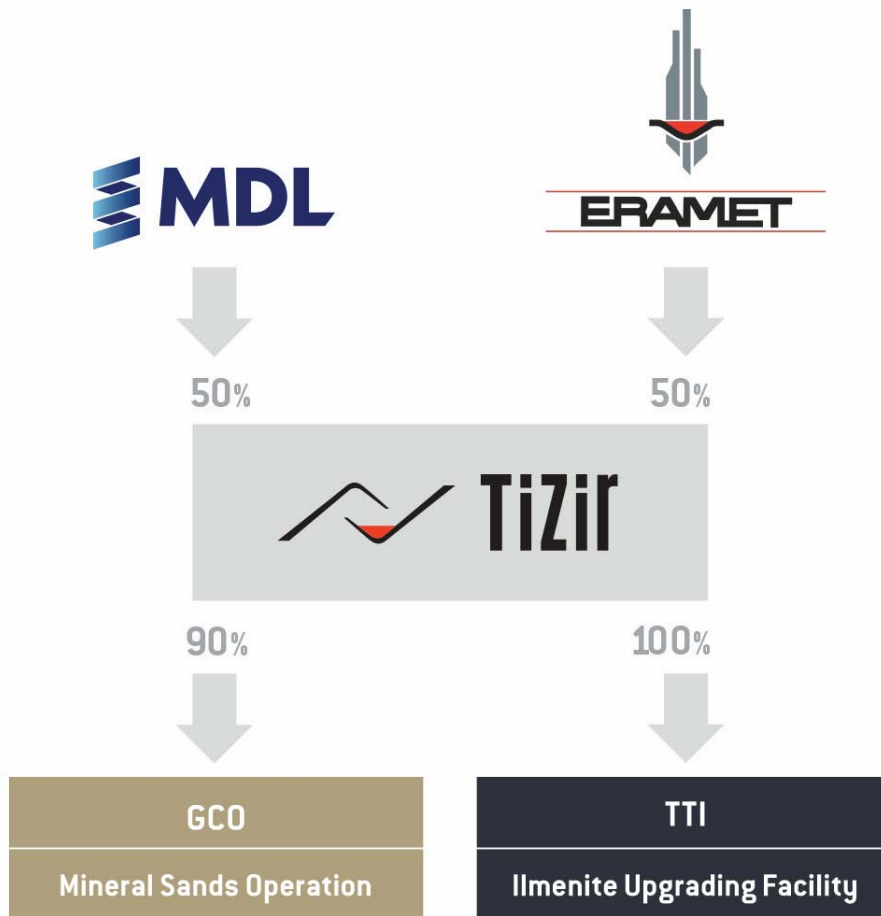 MDL
ERAMET
50%
50%
TiZir
90%
100%
GCO
TTI
Mineral Sands Operation
Ilmenite Upgrading Facility